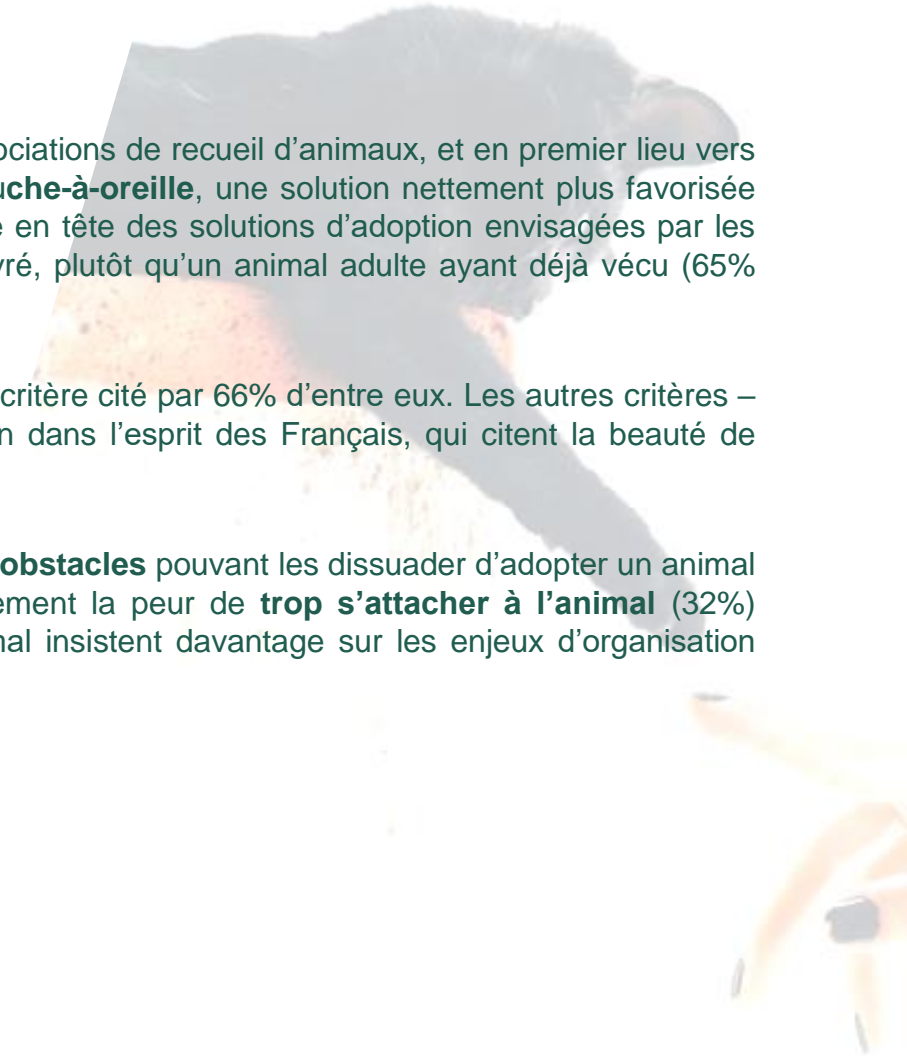 ociations de recueil d'animaux, et en premier lieu vers
uche-à-oreille, une solution nettement plus favorisée
e en tête des solutions d'adoption envisagées par les
vré, plutôt qu'un animal adulte ayant déjà vécu (65%
critère cité par 66% d'entre eux. Les autres critères –
n dans l'esprit des Français, qui citent la beauté de
obstacles pouvant les dissuader d'adopter un animal
ement la peur de trop s'attacher à l'animal (32%)
nal insistent davantage sur les enjeux d'organisation